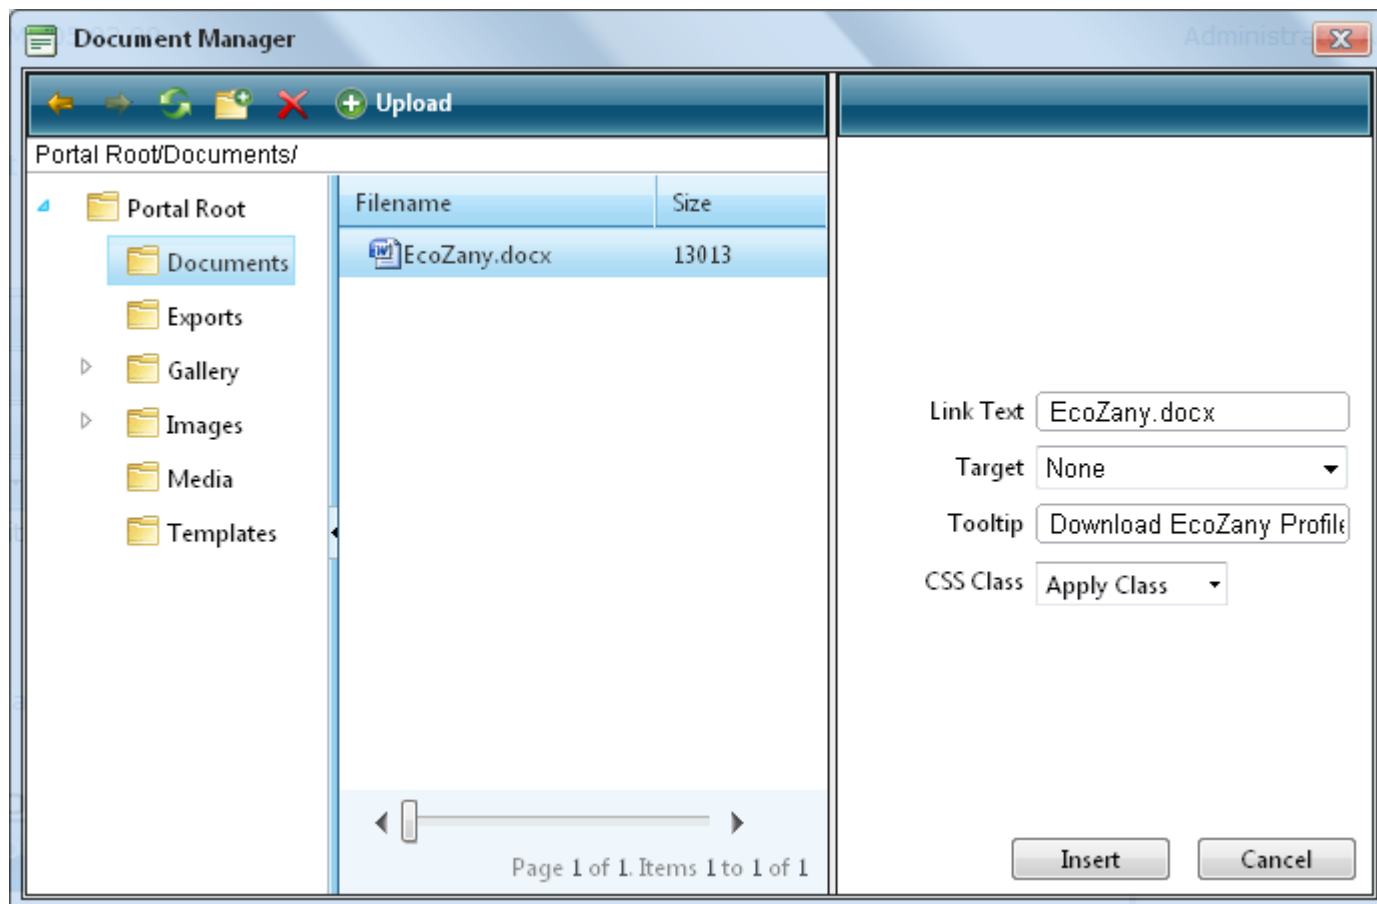 Document Manager
Administra
Upload
Portal Root/Documents/
Portal Root
Documents
Exports
Gallery
Images
Media
Templates
Filename Size
EcoZany.docx 13013
Page 1 of 1. Items 1 to 1 of 1
Link Text EcoZany.docx
Target None
Tooltip Download EcoZany Profile
CSS Class Apply Class
Insert Cancel